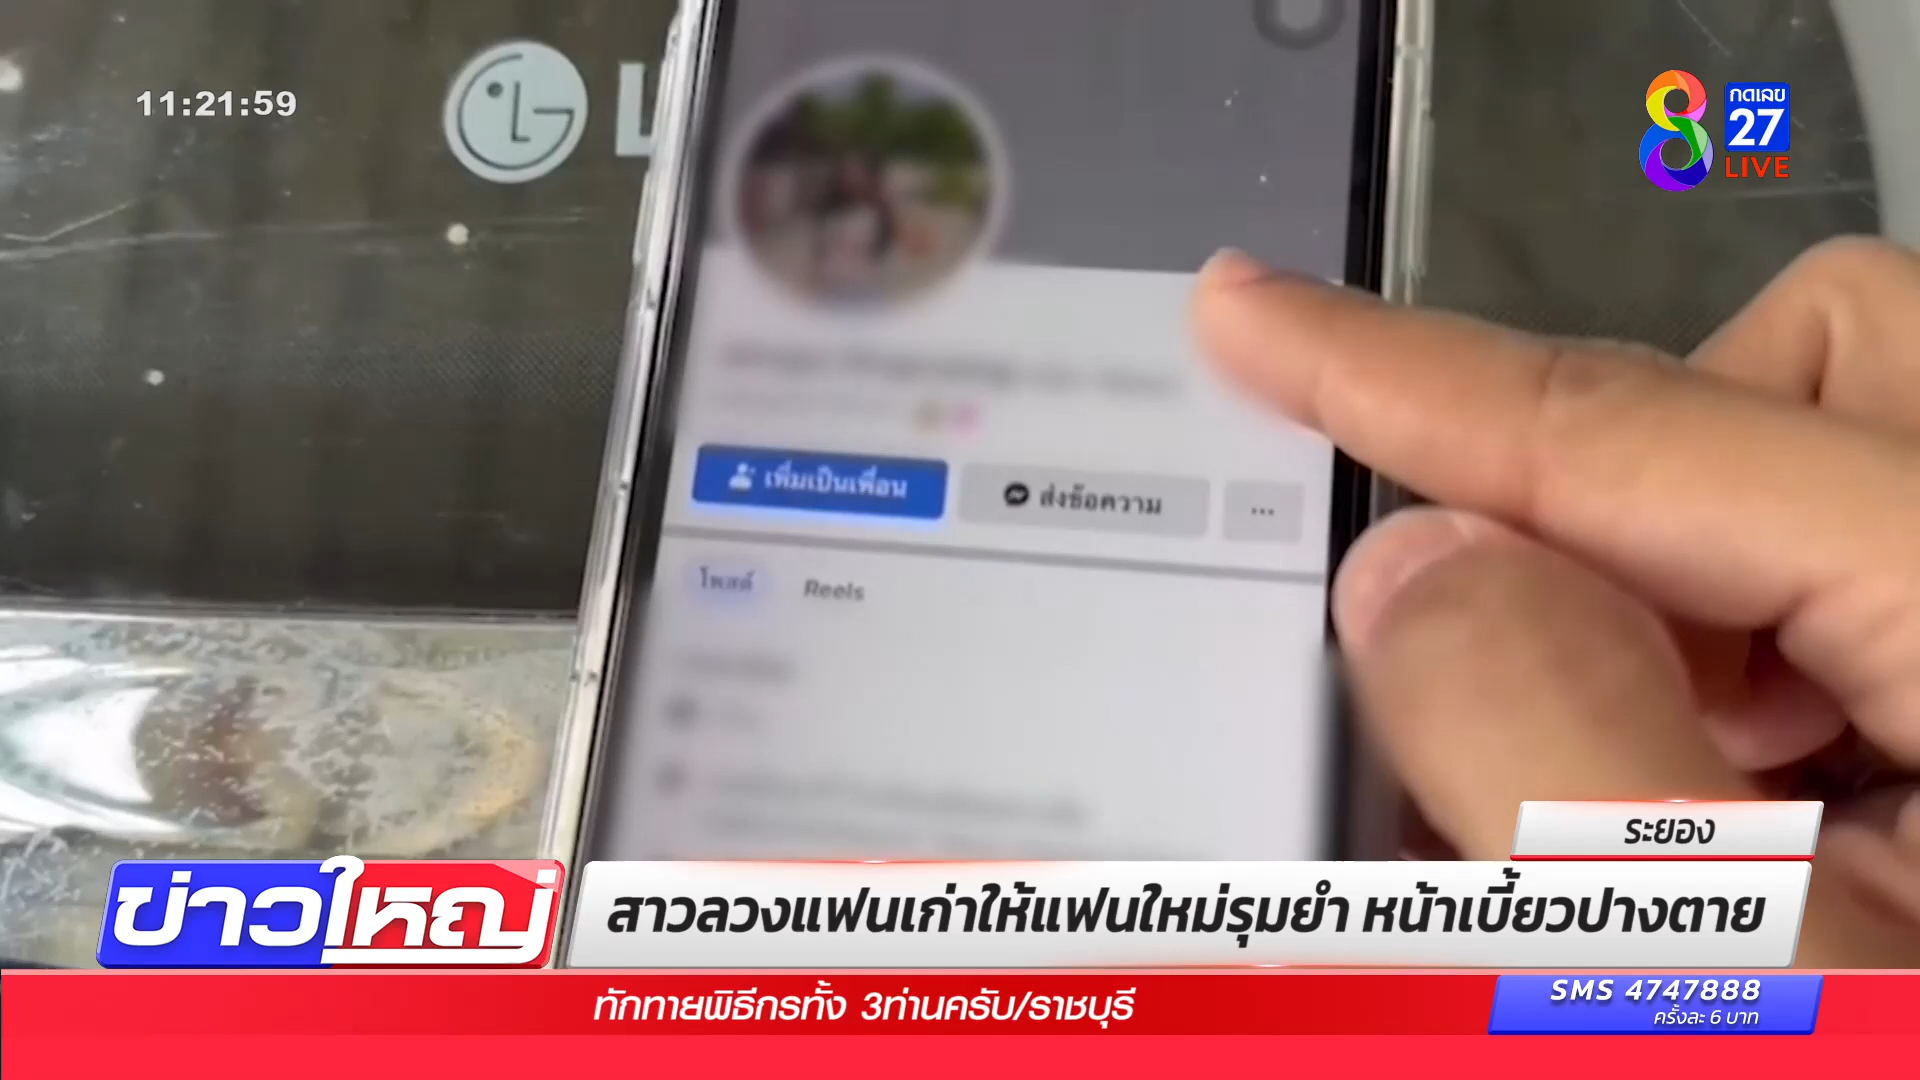 11:21:59
LG
L
8
กดเลข
27
LIVE
เพิ่มเป็นเพื่อน
ส่งข้อความ
...
โพสต์
Reels
ระยอง
ข่าวใหญ่
สาวลวงแฟนเก่าให้แฟนใหม่รุมยำ หน้าเบี้ยวปางตาย
ทักทายพิธีกรทั้ง 3ท่านครับ/ราชบุรี
SMS 4747888
ครั้งละ 6 บาท